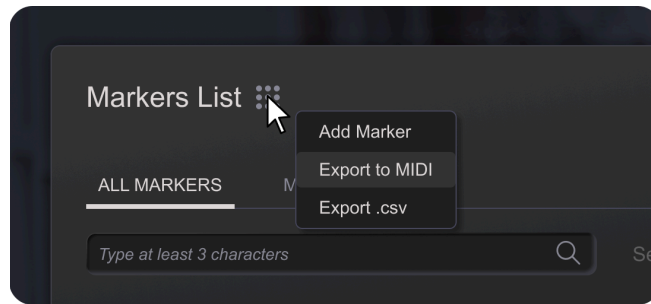 Markers List
Add Marker
Export to MIDI
Export .csv
ALL MARKERS
Type at least 3 characters